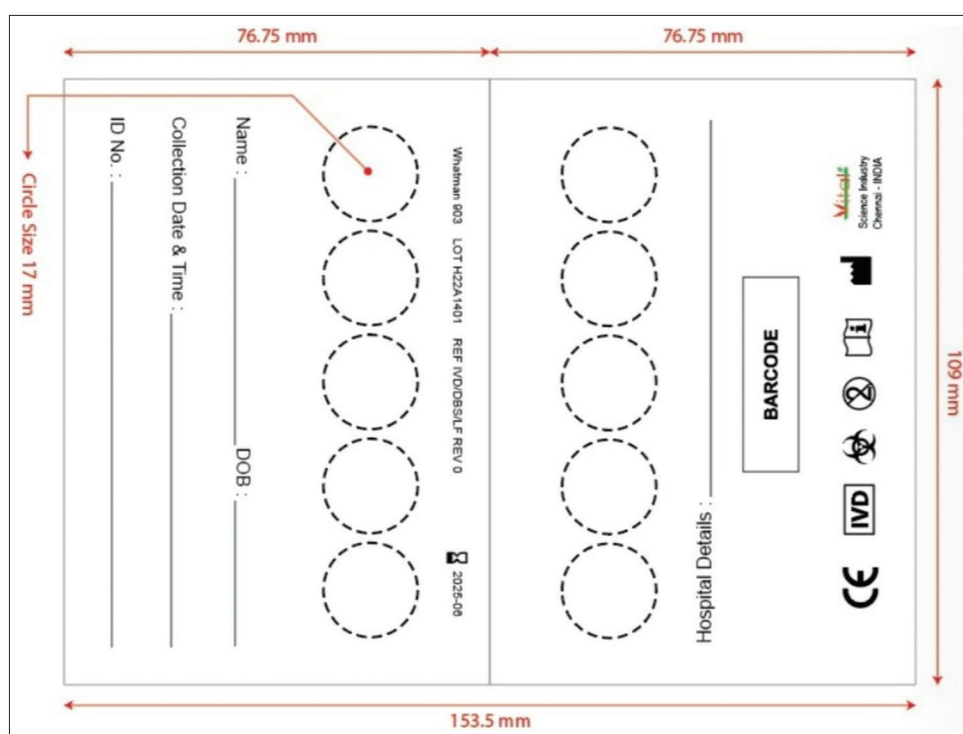 76.75 mm
76.75 mm
109 mm
153.5 mm
Circle Size 17 mm
ID No. :
Collection Date & Time :
Name :
DOB :
Whatman 903 LOT H22A1401 REF IVD/DBS/LF REV 0
2025-06
Hospital Details :
BARCODE
Vital
Science Industry
Chennai - INDIA
i
2
IVD
CE